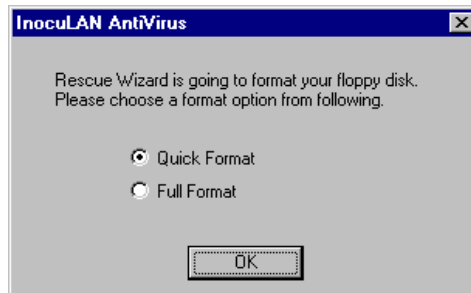 InocuLAN AntiVirus
Rescue Wizard is going to format your floppy disk.
Please choose a format option from following.
Quick Format
Full Format
OK